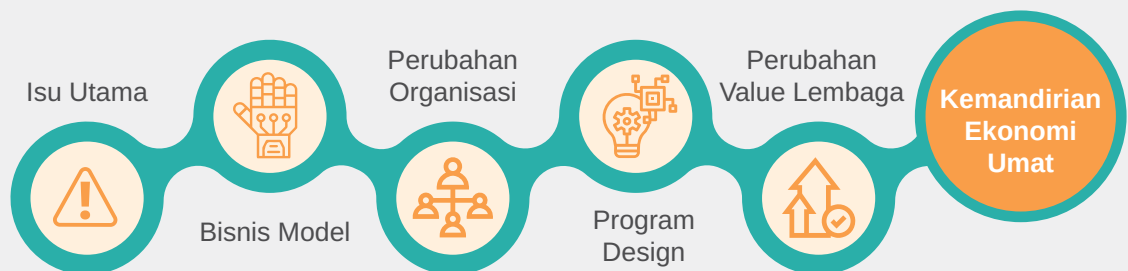 Isu Utama
Bisnis Model
Perubahan
Organisasi
Program
Design
Perubahan
Value Lembaga
Kemandirian
Ekonomi
Umat